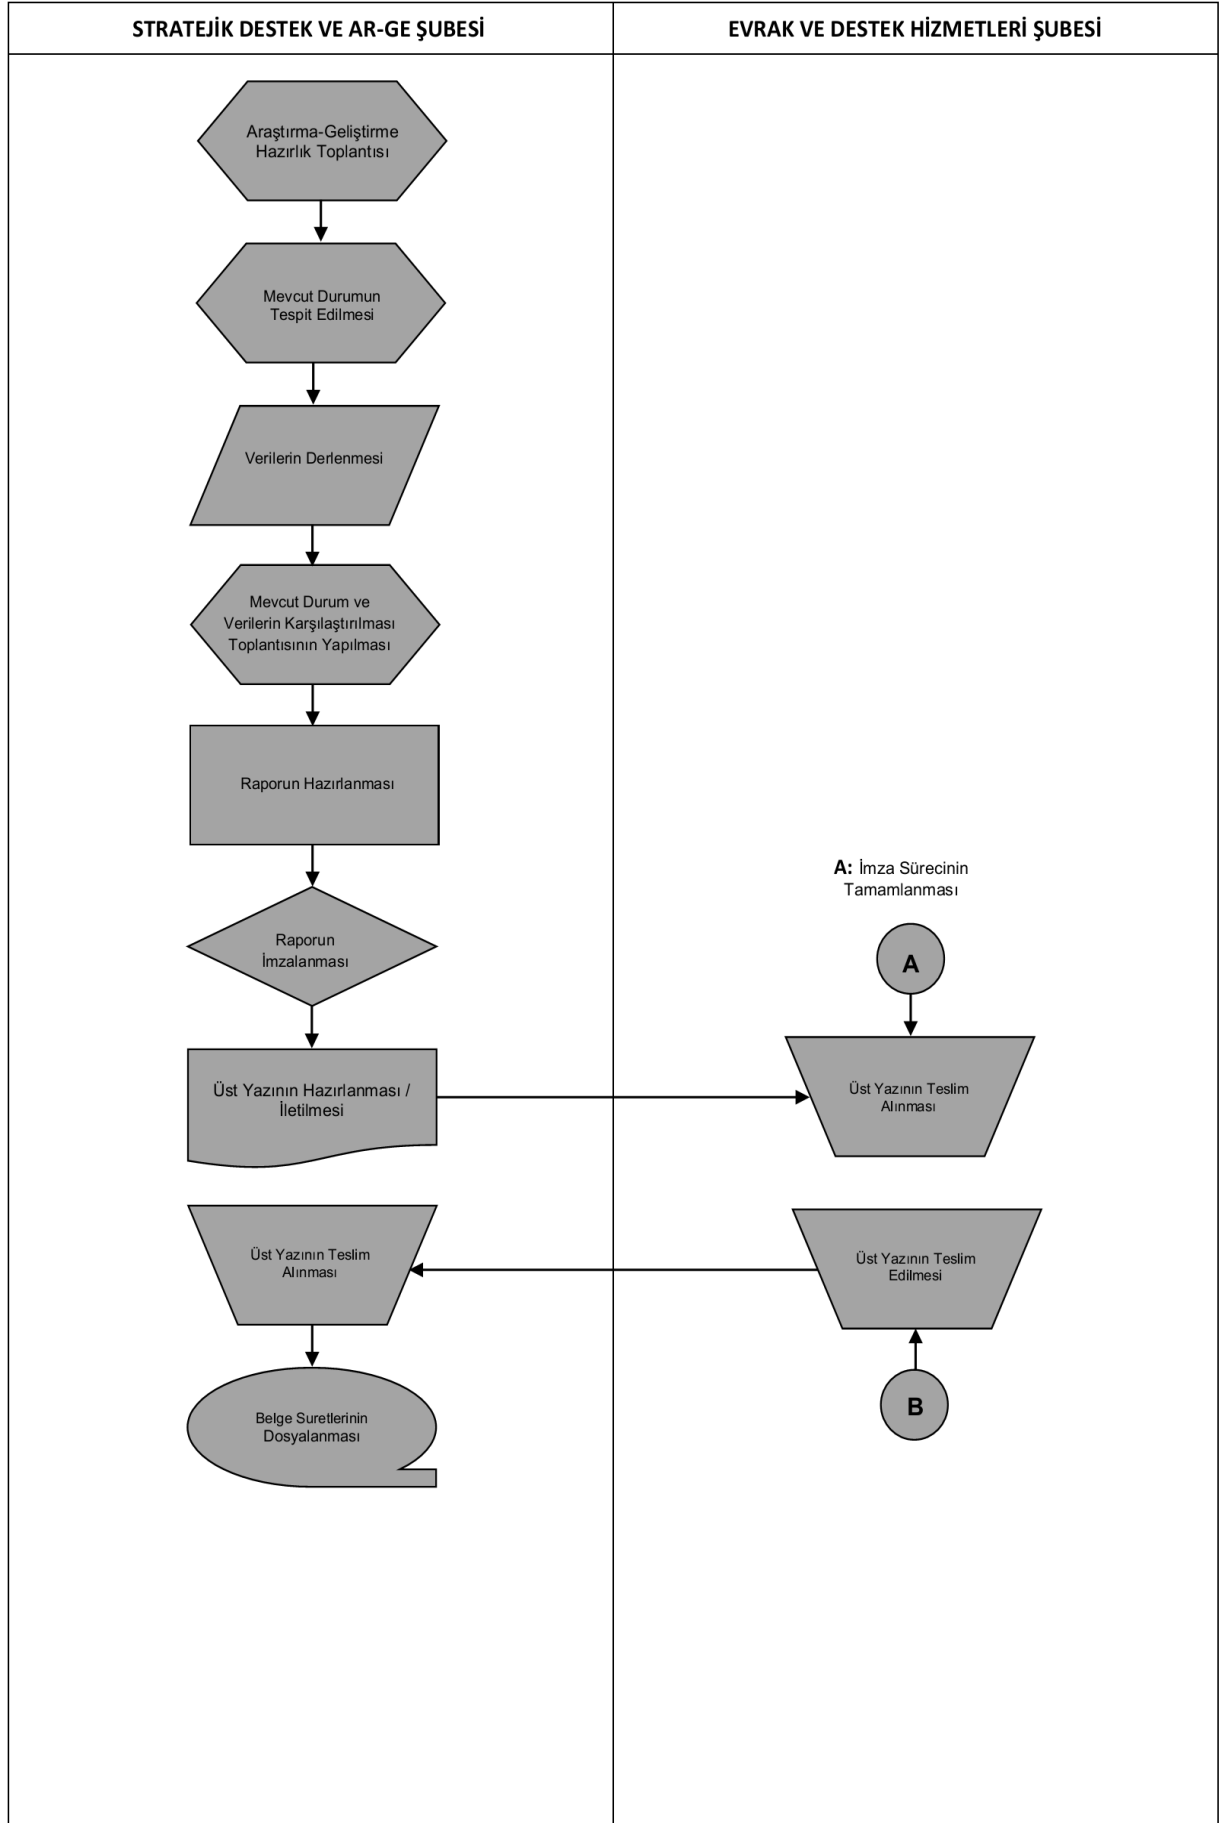 STRATEJİK DESTEK VE AR-GE ŞUBESİ
EVRAK VE DESTEK HİZMETLERİ ŞUBESİ
Araştırma-Geliştirme
Hazırlık Toplantısı
Mevcut Durumun
Tespit Edilmesi
Verilerin Derlenmesi
Mevcut Durum ve
Verilerin Karşılaştırılması
Toplantısının Yapılması
Raporun Hazırlanması
Raporun
İmzalanması
A: İmza Sürecinin
Tamamlanması
A
Üst Yazının Hazırlanması /
İletilmesi
Üst Yazının Teslim
Alınması
Üst Yazının Teslim
Alınması
Üst Yazının Teslim
Edilmesi
B
Belge Suretlerinin
Dosyalanması